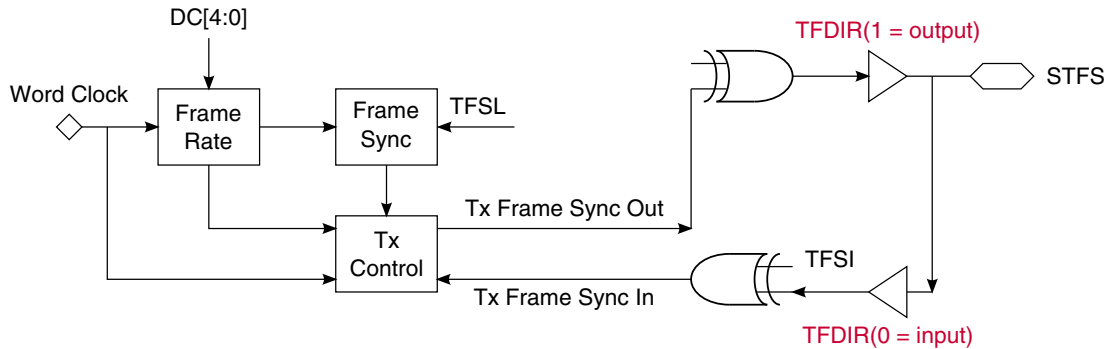 DC[4:0]
TFDIR(1 = output)
Word Clock
STFS
Frame
Rate
Frame
Sync
TFSL
Tx Frame Sync Out
Tx
Control
TFSI
Tx Frame Sync In
TFDIR(0 = input)